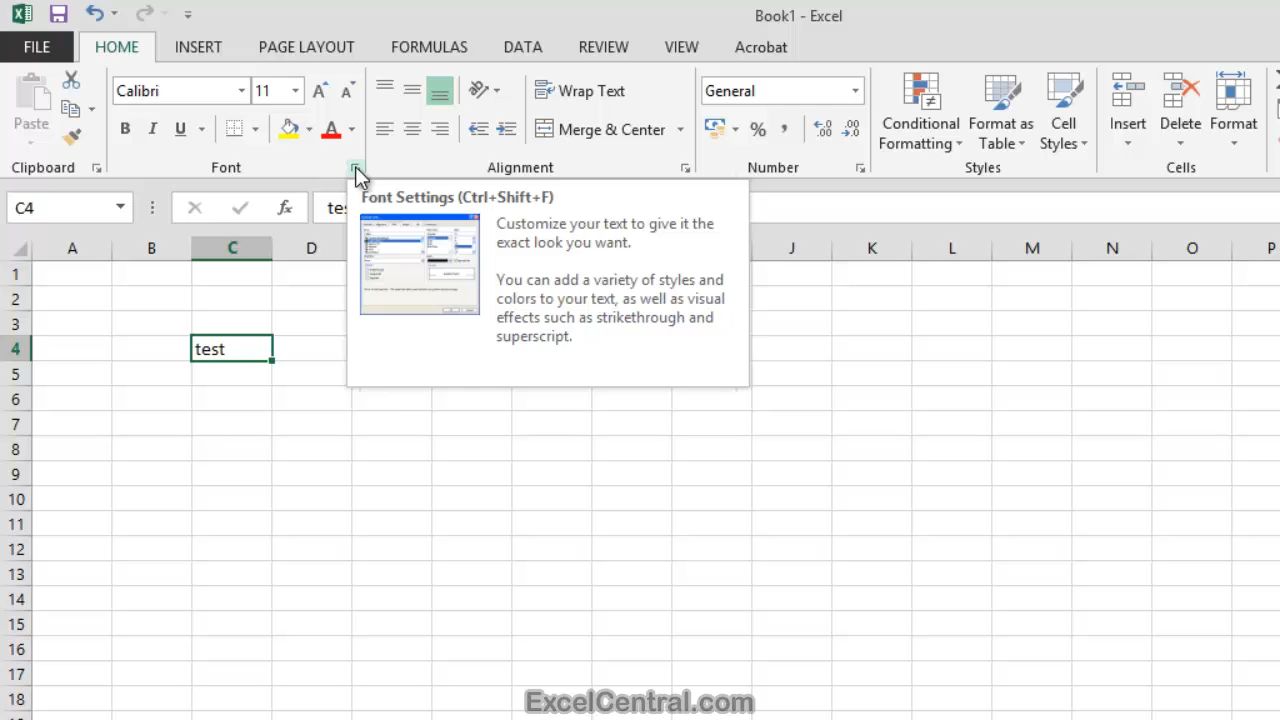 Book1 - Excel
FILE HOME INSERT PAGE LAYOUT FORMULAS DATA REVIEW VIEW Acrobat
Paste
Calibri 11
B I U A
Wrap Text
Merge & Center
General
%
Conditional Formatting
Format as Table
Cell Styles
Insert
Delete
Format
Clipboard Font Alignment Number Styles Cells
C4 fx tes
Font Settings (Ctrl+Shift+F)
Customize your text to give it the
exact look you want.
You can add a variety of styles and
colors to your text, as well as visual
effects such as strikethrough and
superscript.
A B C D J K L M N O P
1
2
3
4 test
5
6
7
8
9
10
11
12
13
14
15
16
17
18
ExcelCentral.com